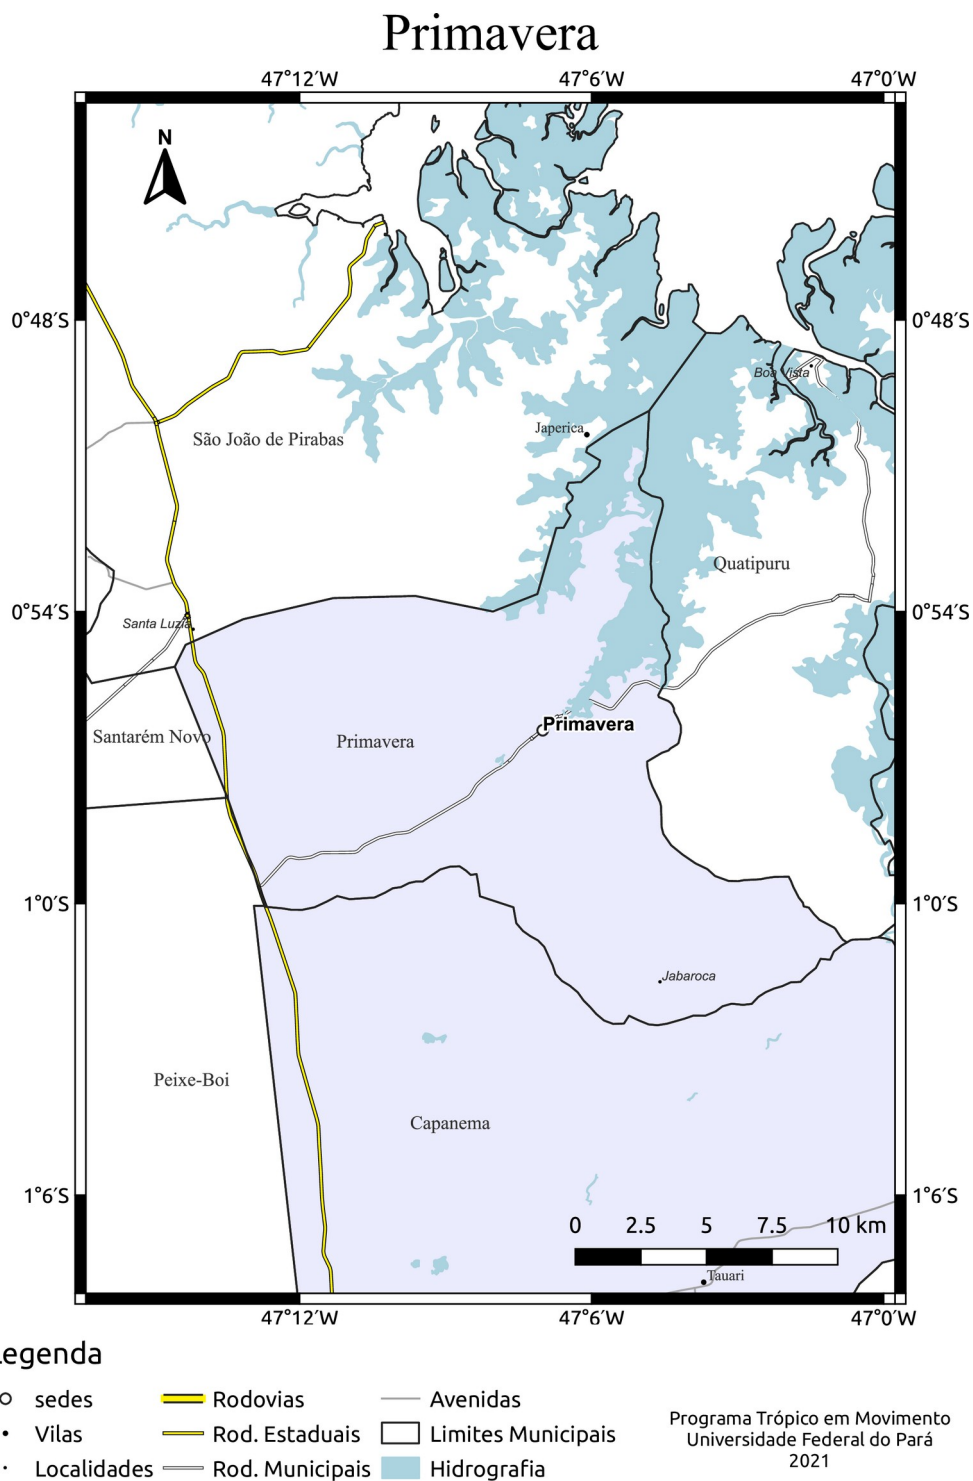 Primavera
47°12′W 47°6′W 47°0′W
N
0°48′S 0°48′S
Boa Vista
Japerica
São João de Pirabas
Quatipuru
0°54′S 0°54′S
Santa Luzia
Primavera
Santarém Novo
Primavera
1°0′S 1°0′S
Jabaroca
Peixe-Boi
Capanema
1°6′S 1°6′S
0 2.5 5 7.5 10 km
Tauari
47°12′W 47°6′W 47°0′W
Legenda
sedes Rodovias Avenidas
Vilas Rod. Estaduais Limites Municipais
Localidades Rod. Municipais Hidrografia
Programa Trópico em Movimento
Universidade Federal do Pará
2021